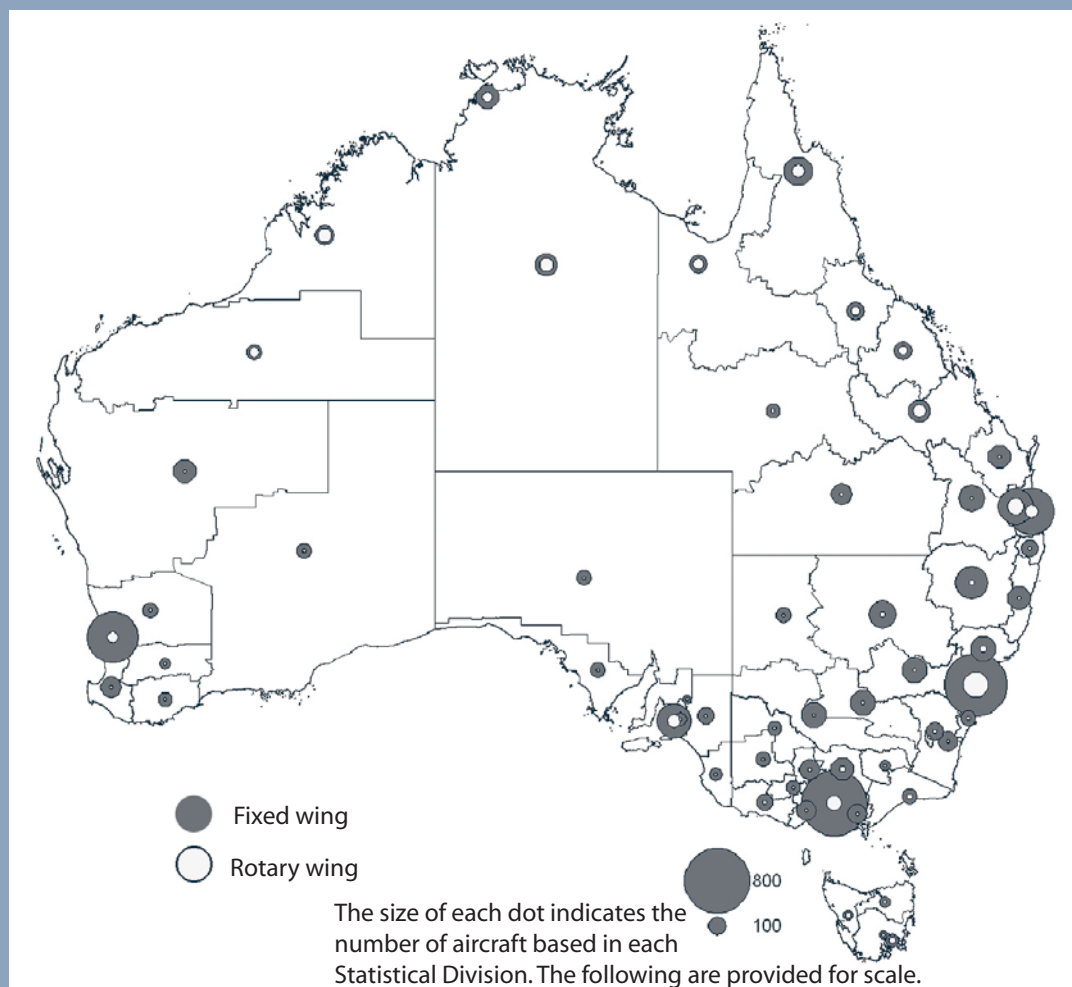 Fixed wing
Rotary wing
800
100
The size of each dot indicates the
number of aircraft based in each
Statistical Division. The following are provided for scale.